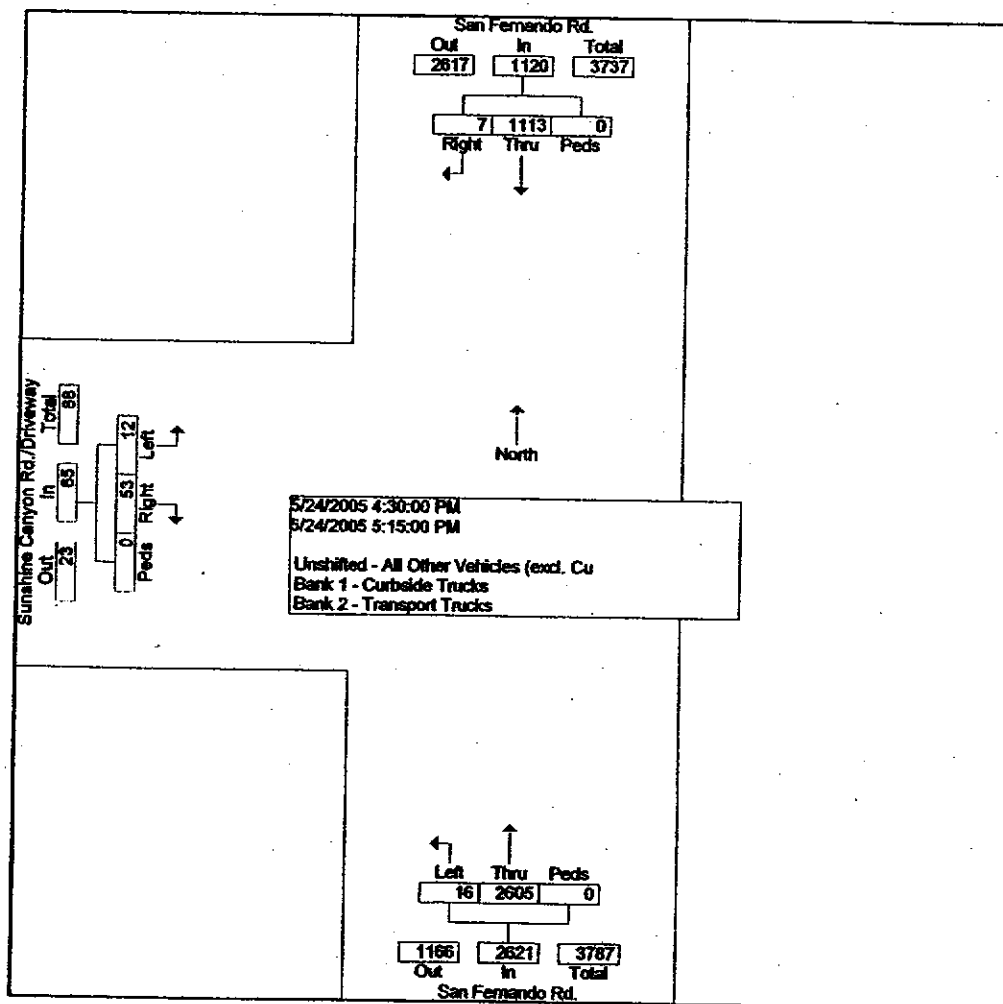 San Fernando Rd.
Out In Total
2617 1120 3737
7 1113 0
Right Thru Peds
Sunshine Canyon Rd./Driveway
Out In Total
23 65 88
0 53 12
Peds Right Left
North
5/24/2005 4:30:00 PM
5/24/2005 5:15:00 PM
Unshifted - All Other Vehicles (excl. Cu
Bank 1 - Curbside Trucks
Bank 2 - Transport Trucks
Left Thru Peds
16 2605 0
1166 2621 3787
Out In Total
San Fernando Rd.